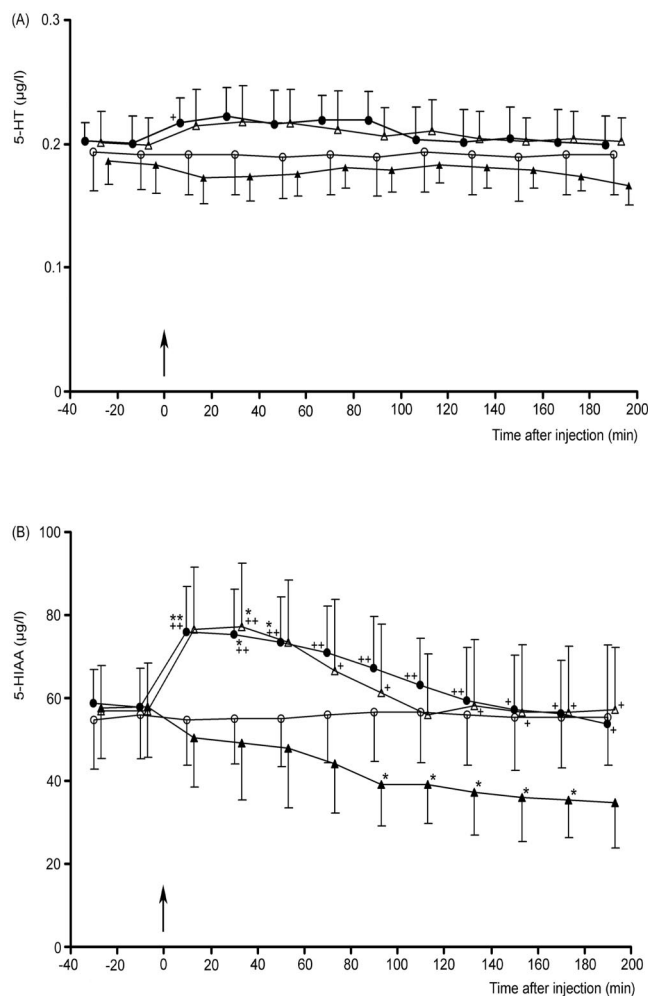 (A)
5-HT (µg/l)
0.3
0.2
0.1
0
-40 -20 0 20 40 60 80 100 120 140 160 180 200
Time after injection (min)
+
(B)
5-HIAA (µg/l)
100
80
60
40
20
0
** * * ++ ++ ++ ++ ++ ++
* ++ + + + + + + +
+ +
* * * * *
-40 -20 0 20 40 60 80 100 120 140 160 180 200
Time after injection (min)